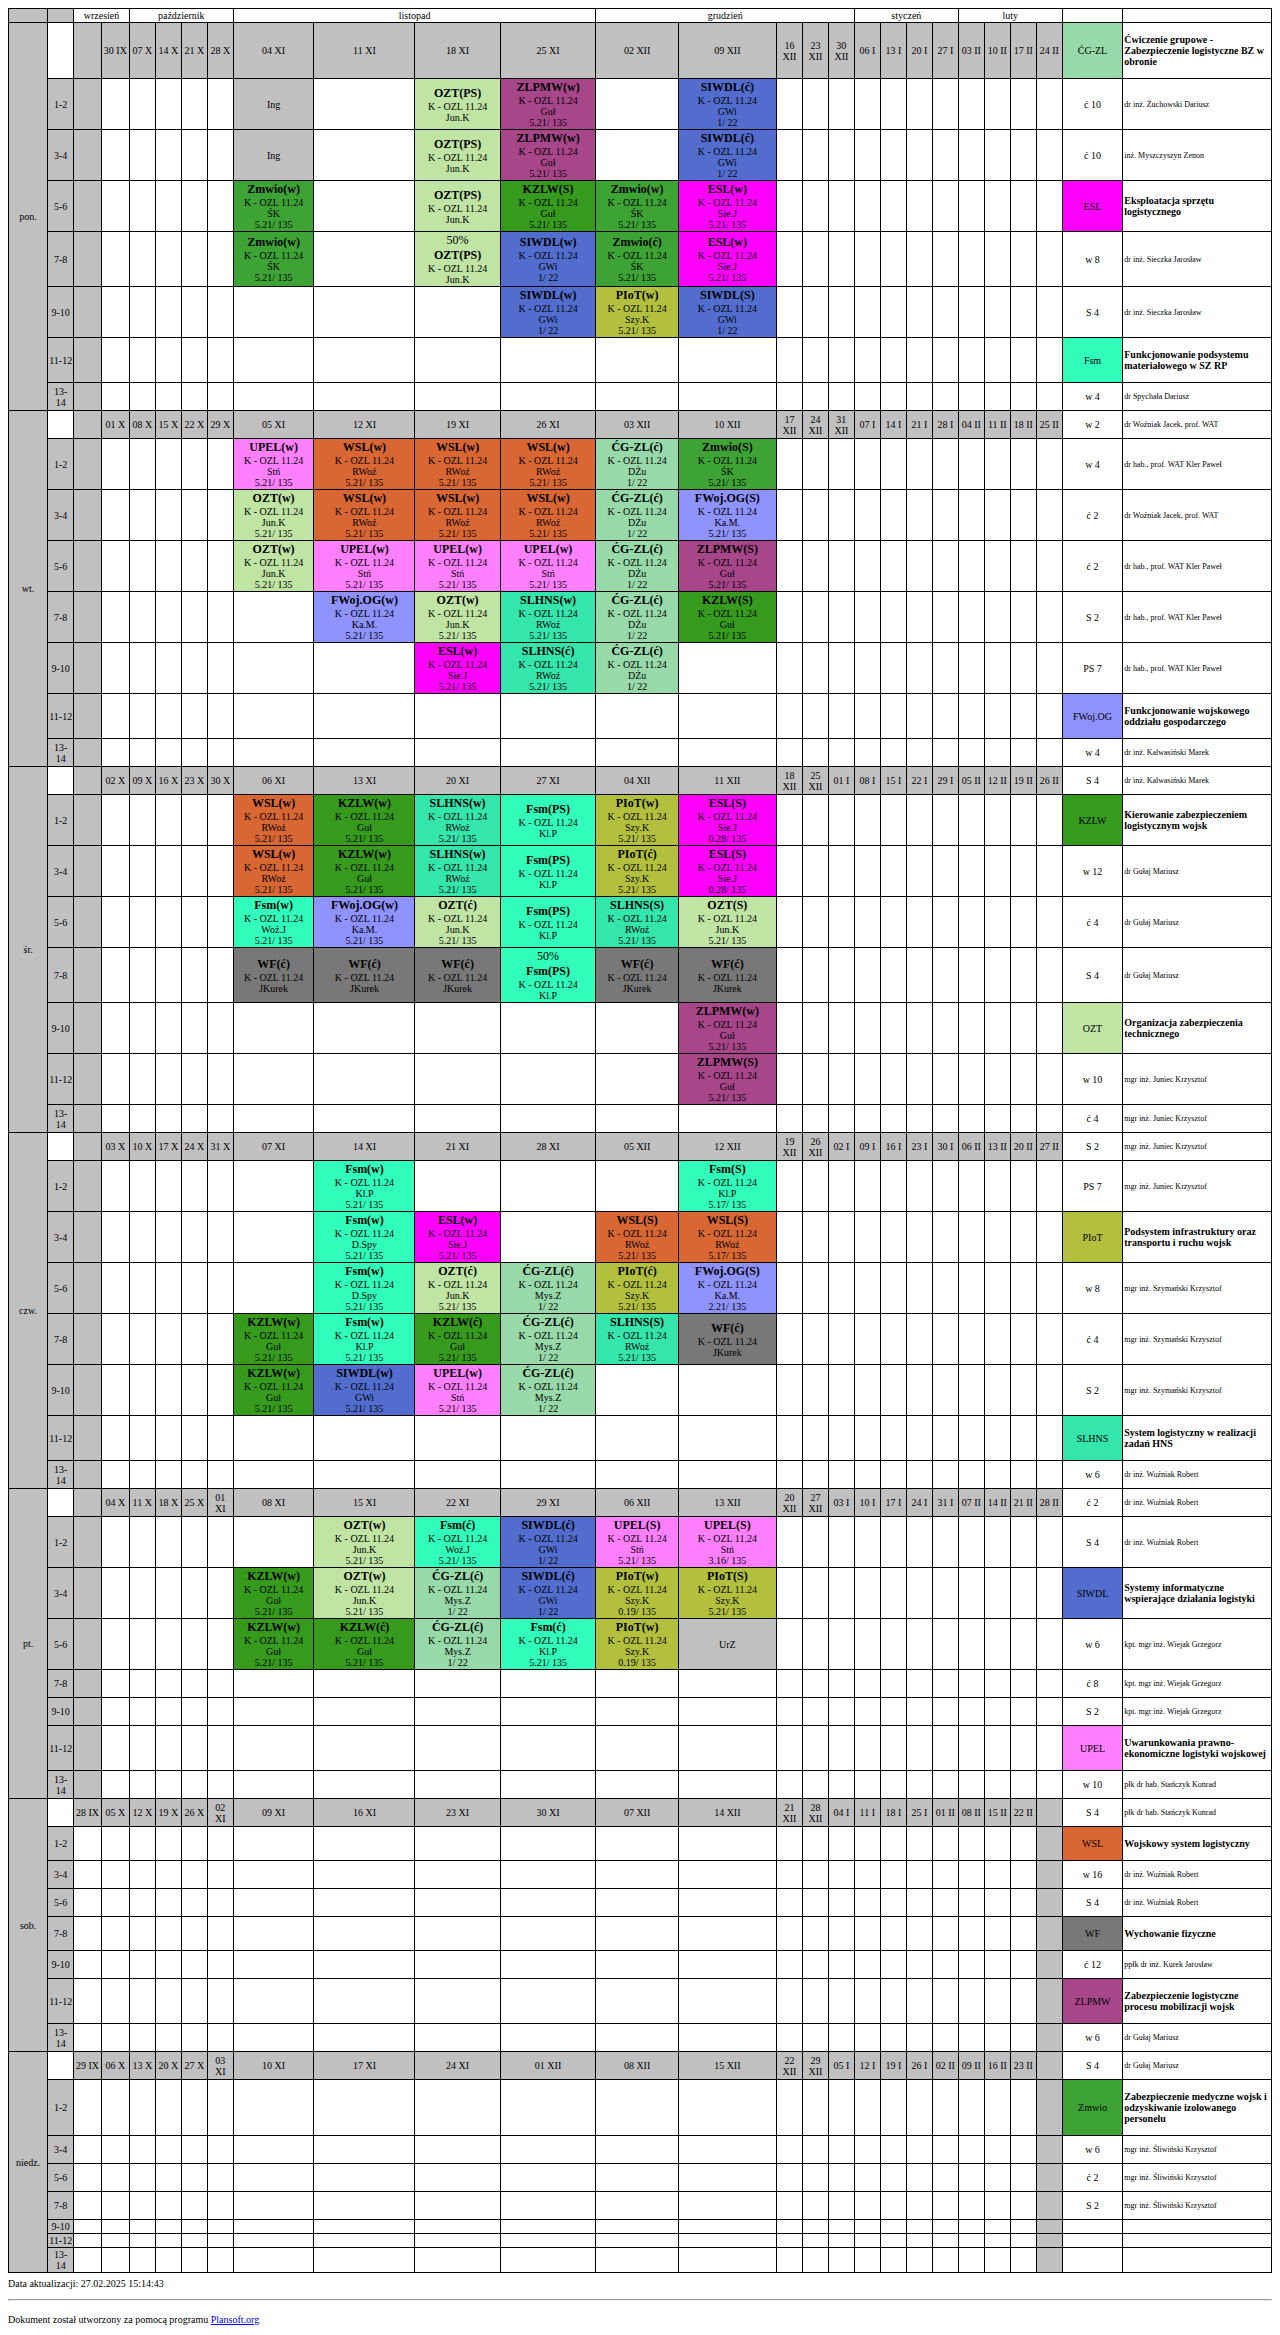 wrzesień październik listopad grudzień styczeń luty
pon. 30 IX 07 X 14 X 21 X 28 X 04 XI 11 XI 18 XI 25 XI 02 XII 09 XII 16 XII 23 XII 30 XII 06 I 13 I 20 I 27 I 03 II 10 II 17 II 24 II ĆG-ZL Ćwiczenie grupowe - Zabezpieczenie logistyczne BZ w obronie
1-2 Ing OZT(PS) K - OZL 11.24 Jun.K ZLPMW(w) K - OZL 11.24 Guł 5.21/ 135 SIWDL(ć) K - OZL 11.24 GWi 1/ 22 ć 10 dr inż. Żuchowski Dariusz
3-4 Ing OZT(PS) K - OZL 11.24 Jun.K ZLPMW(w) K - OZL 11.24 Guł 5.21/ 135 SIWDL(ć) K - OZL 11.24 GWi 1/ 22 ć 10 inż. Myszczyszyn Zenon
5-6 Zmwio(w) K - OZL 11.24 ŚK 5.21/ 135 OZT(PS) K - OZL 11.24 Jun.K KZLW(S) K - OZL 11.24 Guł 5.21/ 135 Zmwio(w) K - OZL 11.24 ŚK 5.21/ 135 ESL(w) K - OZL 11.24 Sie.J 5.21/ 135 ESL Eksploatacja sprzętu logistycznego
7-8 Zmwio(w) K - OZL 11.24 ŚK 5.21/ 135 50% OZT(PS) K - OZL 11.24 Jun.K SIWDL(w) K - OZL 11.24 GWi 1/ 22 Zmwio(ć) K - OZL 11.24 ŚK 5.21/ 135 ESL(w) K - OZL 11.24 Sie.J 5.21/ 135 w 8 dr inż. Sieczka Jarosław
9-10 SIWDL(w) K - OZL 11.24 GWi 1/ 22 PIoT(w) K - OZL 11.24 Szy.K 5.21/ 135 SIWDL(S) K - OZL 11.24 GWi 1/ 22 S 4 dr inż. Sieczka Jarosław
11-12 Fsm Funkcjonowanie podsystemu materiałowego w SZ RP
13-14 w 4 dr Spychała Dariusz
wt. 01 X 08 X 15 X 22 X 29 X 05 XI 12 XI 19 XI 26 XI 03 XII 10 XII 17 XII 24 XII 31 XII 07 I 14 I 21 I 28 I 04 II 11 II 18 II 25 II w 2 dr Woźniak Jacek, prof. WAT
1-2 UPEL(w) K - OZL 11.24 Stń 5.21/ 135 WSL(w) K - OZL 11.24 RWoź 5.21/ 135 WSL(w) K - OZL 11.24 RWoź 5.21/ 135 WSL(w) K - OZL 11.24 RWoź 5.21/ 135 ĆG-ZL(ć) K - OZL 11.24 DŻu 1/ 22 Zmwio(S) K - OZL 11.24 ŚK 5.21/ 135 w 4 dr hab., prof. WAT Kler Paweł
3-4 OZT(w) K - OZL 11.24 Jun.K 5.21/ 135 WSL(w) K - OZL 11.24 RWoź 5.21/ 135 WSL(w) K - OZL 11.24 RWoź 5.21/ 135 WSL(w) K - OZL 11.24 RWoź 5.21/ 135 ĆG-ZL(ć) K - OZL 11.24 DŻu 1/ 22 FWoj.OG(S) K - OZL 11.24 Ka.M. 5.21/ 135 ć 2 dr Woźniak Jacek, prof. WAT
5-6 OZT(w) K - OZL 11.24 Jun.K 5.21/ 135 UPEL(w) K - OZL 11.24 Stń 5.21/ 135 UPEL(w) K - OZL 11.24 Stń 5.21/ 135 UPEL(w) K - OZL 11.24 Stń 5.21/ 135 ĆG-ZL(ć) K - OZL 11.24 DŻu 1/ 22 ZLPMW(S) K - OZL 11.24 Guł 5.21/ 135 ć 2 dr hab., prof. WAT Kler Paweł
7-8 FWoj.OG(w) K - OZL 11.24 Ka.M. 5.21/ 135 OZT(w) K - OZL 11.24 Jun.K 5.21/ 135 SLHNS(w) K - OZL 11.24 RWoź 5.21/ 135 ĆG-ZL(ć) K - OZL 11.24 DŻu 1/ 22 KZLW(S) K - OZL 11.24 Guł 5.21/ 135 S 2 dr hab., prof. WAT Kler Paweł
9-10 ESL(w) K - OZL 11.24 Sie.J 5.21/ 135 SLHNS(ć) K - OZL 11.24 RWoź 5.21/ 135 ĆG-ZL(ć) K - OZL 11.24 DŻu 1/ 22 PS 7 dr hab., prof. WAT Kler Paweł
11-12 FWoj.OG Funkcjonowanie wojskowego oddziału gospodarczego
13-14 w 4 dr inż. Kalwasiński Marek
śr. 02 X 09 X 16 X 23 X 30 X 06 XI 13 XI 20 XI 27 XI 04 XII 11 XII 18 XII 25 XII 01 I 08 I 15 I 22 I 29 I 05 II 12 II 19 II 26 II S 4 dr inż. Kalwasiński Marek
1-2 WSL(w) K - OZL 11.24 RWoź 5.21/ 135 KZLW(w) K - OZL 11.24 Guł 5.21/ 135 SLHNS(w) K - OZL 11.24 RWoź 5.21/ 135 Fsm(PS) K - OZL 11.24 Kl.P PIoT(w) K - OZL 11.24 Szy.K 5.21/ 135 ESL(S) K - OZL 11.24 Sie.J 0.28/ 135 KZLW Kierowanie zabezpieczeniem logistycznym wojsk
3-4 WSL(w) K - OZL 11.24 RWoź 5.21/ 135 KZLW(w) K - OZL 11.24 Guł 5.21/ 135 SLHNS(w) K - OZL 11.24 RWoź 5.21/ 135 Fsm(PS) K - OZL 11.24 Kl.P PIoT(ć) K - OZL 11.24 Szy.K 5.21/ 135 ESL(S) K - OZL 11.24 Sie.J 0.28/ 135 w 12 dr Gułaj Mariusz
5-6 Fsm(w) K - OZL 11.24 Woź.J 5.21/ 135 FWoj.OG(w) K - OZL 11.24 Ka.M. 5.21/ 135 OZT(ć) K - OZL 11.24 Jun.K 5.21/ 135 Fsm(PS) K - OZL 11.24 Kl.P SLHNS(S) K - OZL 11.24 RWoź 5.21/ 135 OZT(S) K - OZL 11.24 Jun.K 5.21/ 135 ć 4 dr Gułaj Mariusz
7-8 WF(ć) K - OZL 11.24 JKurek WF(ć) K - OZL 11.24 JKurek WF(ć) K - OZL 11.24 JKurek 50% Fsm(PS) K - OZL 11.24 Kl.P WF(ć) K - OZL 11.24 JKurek WF(ć) K - OZL 11.24 JKurek S 4 dr Gułaj Mariusz
9-10 ZLPMW(w) K - OZL 11.24 Guł 5.21/ 135 OZT Organizacja zabezpieczenia technicznego
11-12 ZLPMW(S) K - OZL 11.24 Guł 5.21/ 135 w 10 mgr inż. Juniec Krzysztof
13-14 ć 4 mgr inż. Juniec Krzysztof
czw. 03 X 10 X 17 X 24 X 31 X 07 XI 14 XI 21 XI 28 XI 05 XII 12 XII 19 XII 26 XII 02 I 09 I 16 I 23 I 30 I 06 II 13 II 20 II 27 II S 2 mgr inż. Juniec Krzysztof
1-2 Fsm(w) K - OZL 11.24 Kl.P 5.21/ 135 Fsm(S) K - OZL 11.24 Kl.P 5.17/ 135 PS 7 mgr inż. Juniec Krzysztof
3-4 Fsm(w) K - OZL 11.24 D.Spy 5.21/ 135 ESL(w) K - OZL 11.24 Sie.J 5.21/ 135 WSL(S) K - OZL 11.24 RWoź 5.21/ 135 WSL(S) K - OZL 11.24 RWoź 5.17/ 135 PIoT Podsystem infrastruktury oraz transportu i ruchu wojsk
5-6 Fsm(w) K - OZL 11.24 D.Spy 5.21/ 135 OZT(ć) K - OZL 11.24 Jun.K 5.21/ 135 ĆG-ZL(ć) K - OZL 11.24 Mys.Z 1/ 22 PIoT(ć) K - OZL 11.24 Szy.K 5.21/ 135 FWoj.OG(S) K - OZL 11.24 Ka.M. 2.21/ 135 w 8 mgr inż. Szymański Krzysztof
7-8 KZLW(w) K - OZL 11.24 Guł 5.21/ 135 Fsm(w) K - OZL 11.24 Kl.P 5.21/ 135 KZLW(ć) K - OZL 11.24 Guł 5.21/ 135 ĆG-ZL(ć) K - OZL 11.24 Mys.Z 1/ 22 SLHNS(S) K - OZL 11.24 RWoź 5.21/ 135 WF(ć) K - OZL 11.24 JKurek ć 4 mgr inż. Szymański Krzysztof
9-10 KZLW(w) K - OZL 11.24 Guł 5.21/ 135 SIWDL(w) K - OZL 11.24 GWi 5.21/ 135 UPEL(w) K - OZL 11.24 Stń 5.21/ 135 ĆG-ZL(ć) K - OZL 11.24 Mys.Z 1/ 22 S 2 mgr inż. Szymański Krzysztof
11-12 SLHNS System logistyczny w realizacji zadań HNS
13-14 w 6 dr inż. Woźniak Robert
pt. 04 X 11 X 18 X 25 X 01 XI 08 XI 15 XI 22 XI 29 XI 06 XII 13 XII 20 XII 27 XII 03 I 10 I 17 I 24 I 31 I 07 II 14 II 21 II 28 II ć 2 dr inż. Woźniak Robert
1-2 OZT(w) K - OZL 11.24 Jun.K 5.21/ 135 Fsm(ć) K - OZL 11.24 Woź.J 5.21/ 135 SIWDL(ć) K - OZL 11.24 GWi 1/ 22 UPEL(S) K - OZL 11.24 Stń 5.21/ 135 UPEL(S) K - OZL 11.24 Stń 3.16/ 135 S 4 dr inż. Woźniak Robert
3-4 KZLW(w) K - OZL 11.24 Guł 5.21/ 135 OZT(w) K - OZL 11.24 Jun.K 5.21/ 135 ĆG-ZL(ć) K - OZL 11.24 Mys.Z 1/ 22 SIWDL(ć) K - OZL 11.24 GWi 1/ 22 PIoT(w) K - OZL 11.24 Szy.K 0.19/ 135 PIoT(S) K - OZL 11.24 Szy.K 5.21/ 135 SIWDL Systemy informatyczne wspierające działania logistyki
5-6 KZLW(w) K - OZL 11.24 Guł 5.21/ 135 KZLW(ć) K - OZL 11.24 Guł 5.21/ 135 ĆG-ZL(ć) K - OZL 11.24 Mys.Z 1/ 22 Fsm(ć) K - OZL 11.24 Kl.P 5.21/ 135 PIoT(w) K - OZL 11.24 Szy.K 0.19/ 135 UrZ w 6 kpt. mgr inż. Wiejak Grzegorz
7-8 ć 8 kpt. mgr inż. Wiejak Grzegorz
9-10 S 2 kpt. mgr inż. Wiejak Grzegorz
11-12 UPEL Uwarunkowania prawno-ekonomiczne logistyki wojskowej
13-14 w 10 płk dr hab. Stańczyk Konrad
sob. 28 IX 05 X 12 X 19 X 26 X 02 XI 09 XI 16 XI 23 XI 30 XI 07 XII 14 XII 21 XII 28 XII 04 I 11 I 18 I 25 I 01 II 08 II 15 II 22 II S 4 płk dr hab. Stańczyk Konrad
1-2 WSL Wojskowy system logistyczny
3-4 w 16 dr inż. Woźniak Robert
5-6 S 4 dr inż. Woźniak Robert
7-8 WF Wychowanie fizyczne
9-10 ć 12 ppłk dr inż. Kurek Jarosław
11-12 ZLPMW Zabezpieczenie logistyczne procesu mobilizacji wojsk
13-14 w 6 dr Gułaj Mariusz
niedz. 29 IX 06 X 13 X 20 X 27 X 03 XI 10 XI 17 XI 24 XI 01 XII 08 XII 15 XII 22 XII 29 XII 05 I 12 I 19 I 26 I 02 II 09 II 16 II 23 II S 4 dr Gułaj Mariusz
1-2 Zmwio Zabezpieczenie medyczne wojsk i odzyskiwanie izolowanego personelu
3-4 w 6 mgr inż. Śliwiński Krzysztof
5-6 ć 2 mgr inż. Śliwiński Krzysztof
7-8 S 2 mgr inż. Śliwiński Krzysztof
9-10
11-12
13-14
Data aktualizacji: 27.02.2025 15:14:43
Dokument został utworzony za pomocą programu Plansoft.org